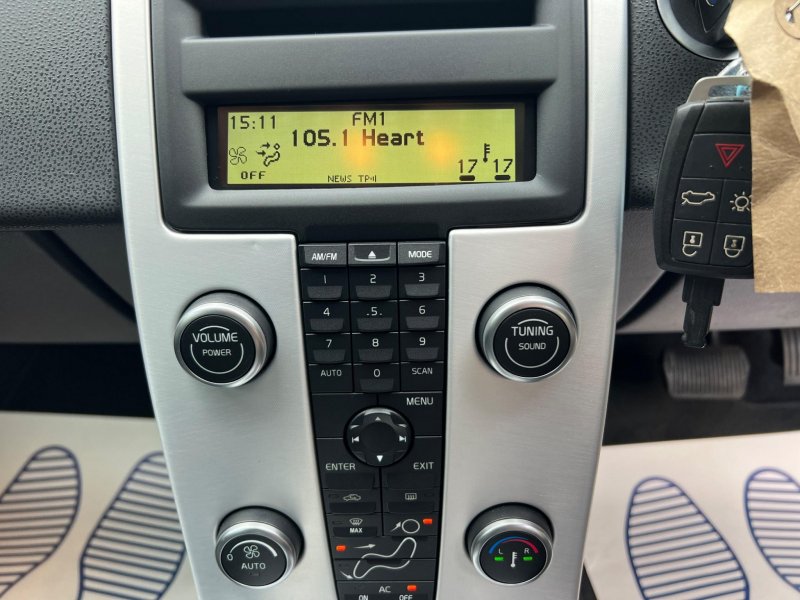 15:11 FM1
105.1 Heart
OFF NEWS TP 17 17
AM/FM MODE
1 2 3
4 .5. 6
7 8 9
AUTO 0 SCAN
VOLUME
POWER
TUNING
SOUND
MENU
ENTER EXIT
MAX
0 AUTO
L R
AC
ON OFF